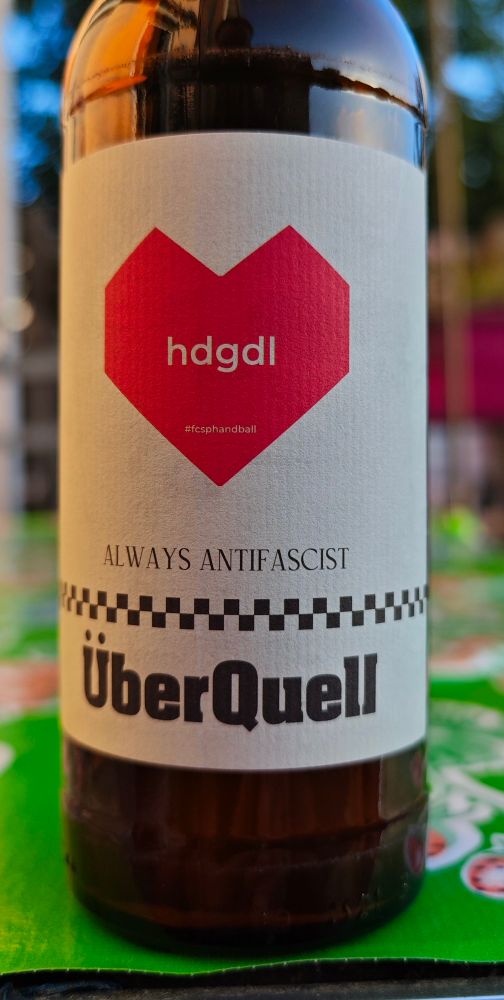 hdgdl
#fcsphandball
ALWAYS ANTIFASCIST
ÜberQuell